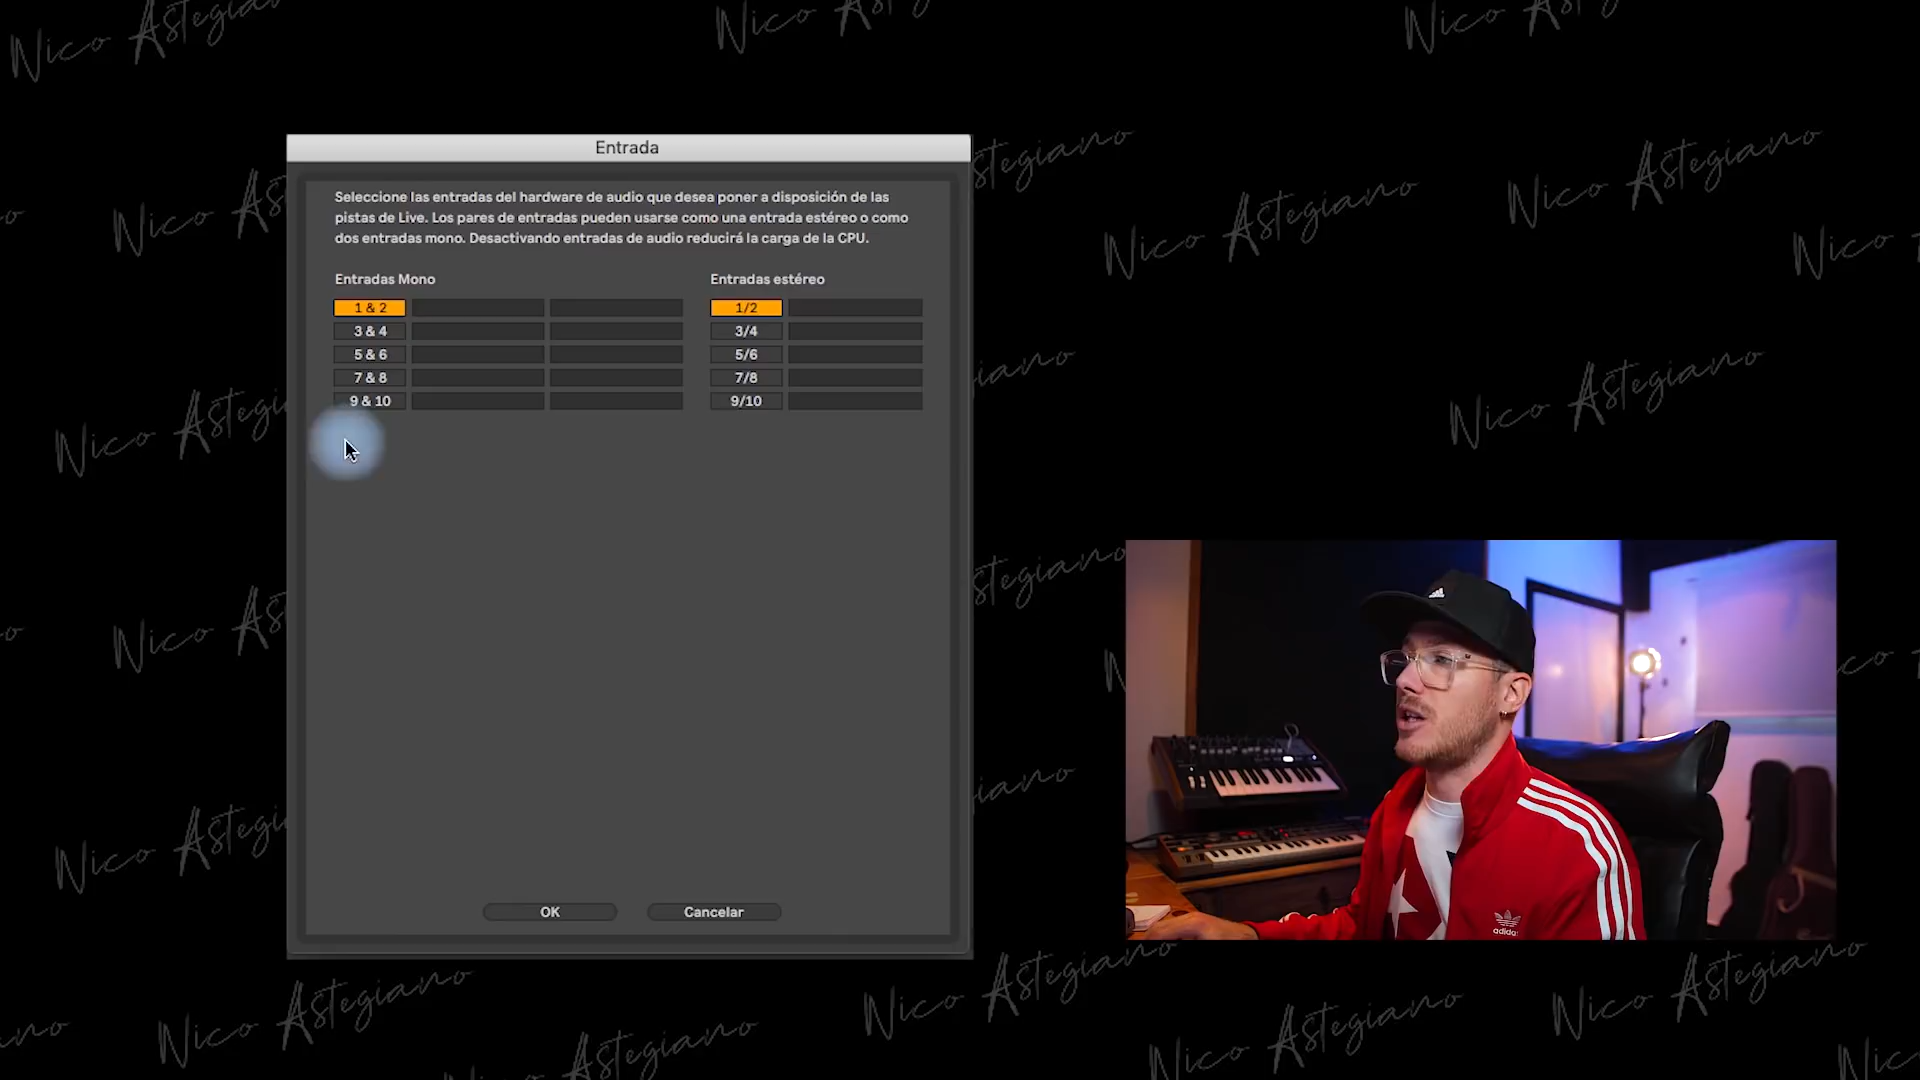 Nico Astegiano
Entrada
Seleccione las entradas del hardware de audio que desea poner a disposición de las
pistas de Live. Los pares de entradas pueden usarse como una entrada estéreo o como
dos entradas mono. Desactivando entradas de audio reducirá la carga de la CPU.
Entradas Mono
1 & 2
3 & 4
5 & 6
7 & 8
9 & 10
Entradas estéreo
1/2
3/4
5/6
7/8
9/10
OK
Cancelar
adidas